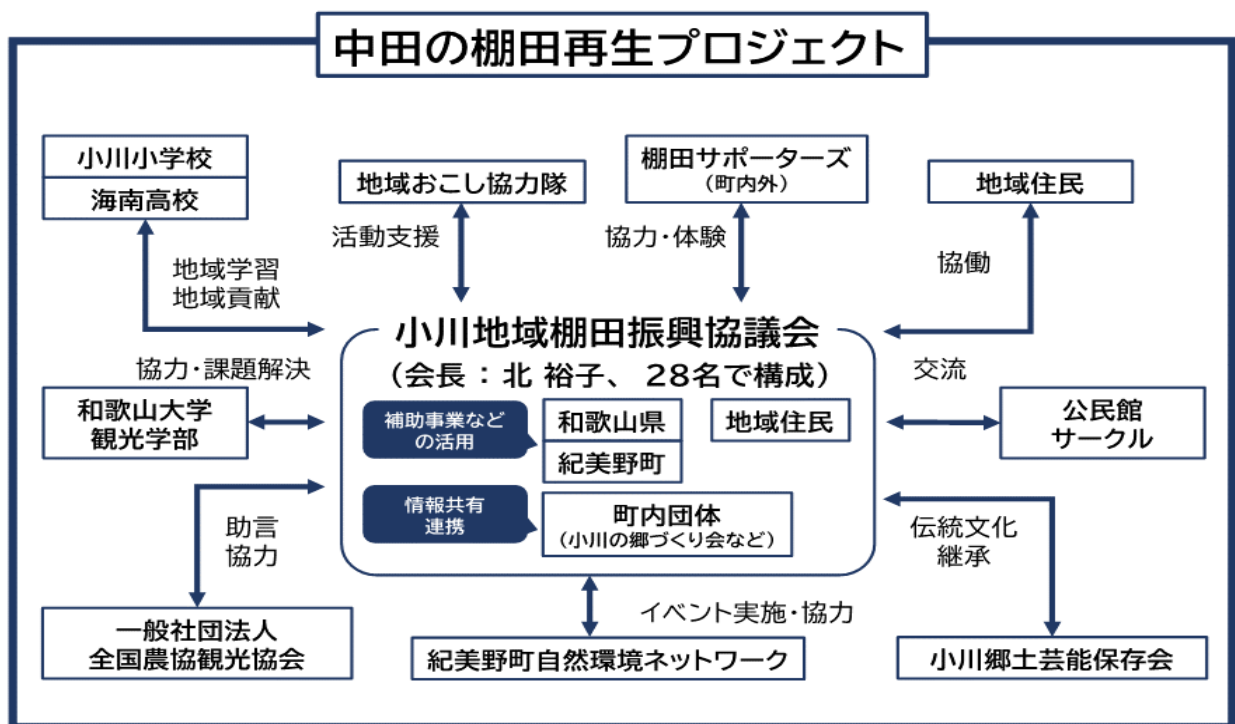 中田の棚田再生プロジェクト
小川小学校
海南高校
地域おこし協力隊
棚田サポーターズ
（町内外）
地域住民
地域学習
地域貢献
活動支援
協力・体験
協働
小川地域棚田振興協議会
（会長 ： 北 裕子、 28名で構成）
協力・課題解決
和歌山大学
観光学部
補助事業など
の活用
和歌山県
紀美野町
地域住民
交流
公民館
サークル
情報共有
連携
町内団体
（小川の郷づくり会など）
助言
協力
伝統文化
継承
イベント実施・協力
一般社団法人
全国農協観光協会
紀美野町自然環境ネットワーク
小川郷土芸能保存会